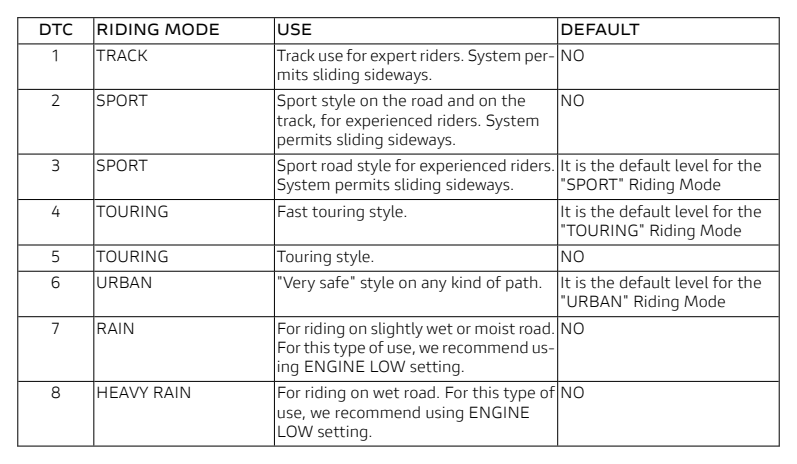 DTC RIDING MODE USE DEFAULT
1 TRACK Track use for expert riders. System per- NO
mits sliding sideways.
2 SPORT Sport style on the road and on the NO
track, for experienced riders. System
permits sliding sideways.
3 SPORT Sport road style for experienced riders. It is the default level for the
System permits sliding sideways. "SPORT" Riding Mode
4 TOURING Fast touring style. It is the default level for the
"TOURING" Riding Mode
5 TOURING Touring style. NO
6 URBAN "Very safe" style on any kind of path. It is the default level for the
"URBAN" Riding Mode
7 RAIN For riding on slightly wet or moist road. NO
For this type of use, we recommend us-
ing ENGINE LOW setting.
8 HEAVY RAIN For riding on wet road. For this type of NO
use, we recommend using ENGINE
LOW setting.